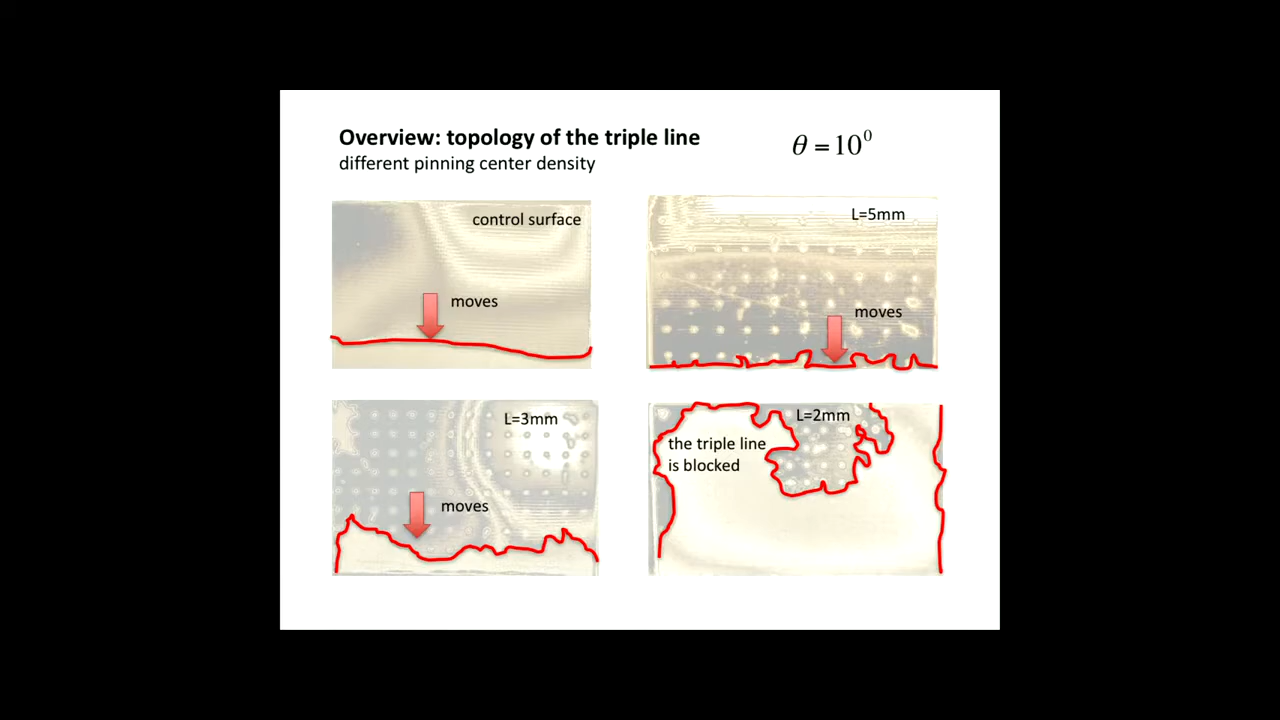 Overview: topology of the triple line
different pinning center density
θ = 10⁰
control surface
moves
L=5mm
moves
L=3mm
moves
L=2mm
the triple line
is blocked